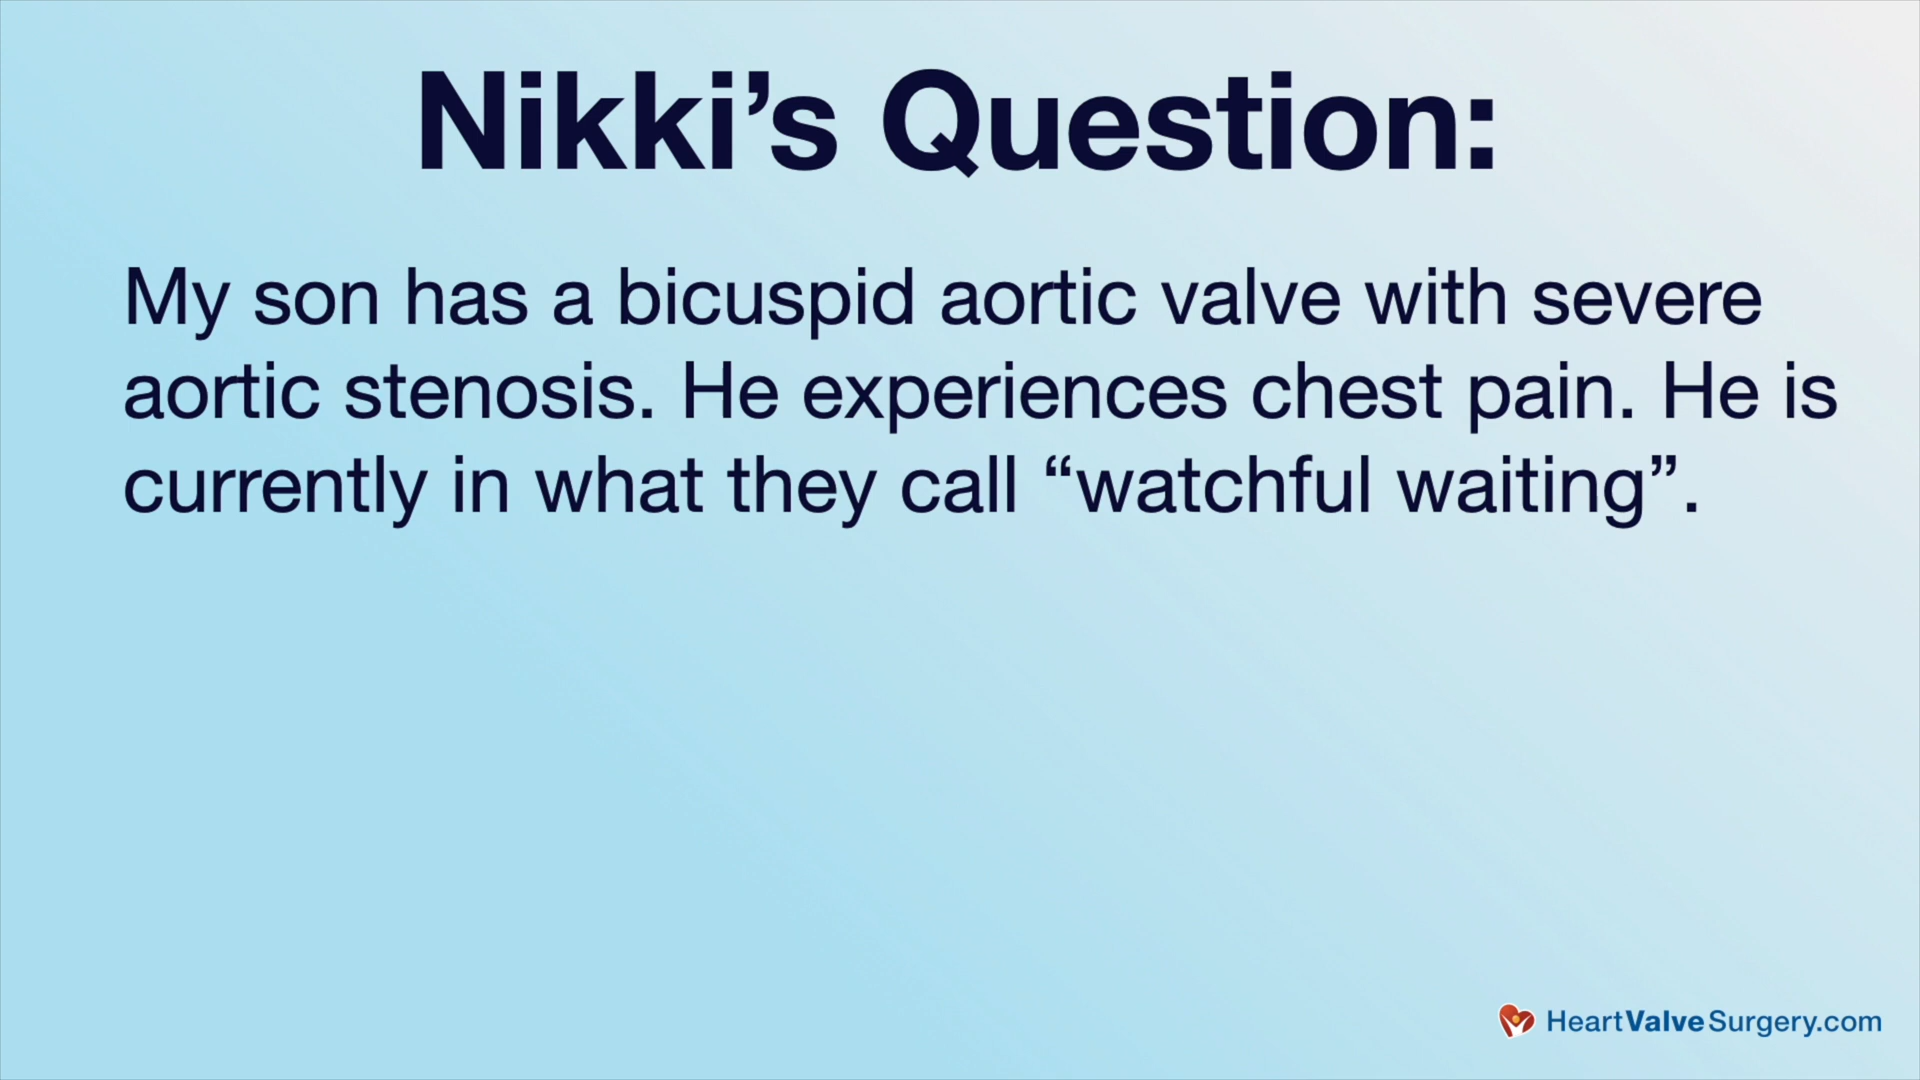 Nikki’s Question:
My son has a bicuspid aortic valve with severe
aortic stenosis. He experiences chest pain. He is
currently in what they call “watchful waiting”.
HeartValveSurgery.com